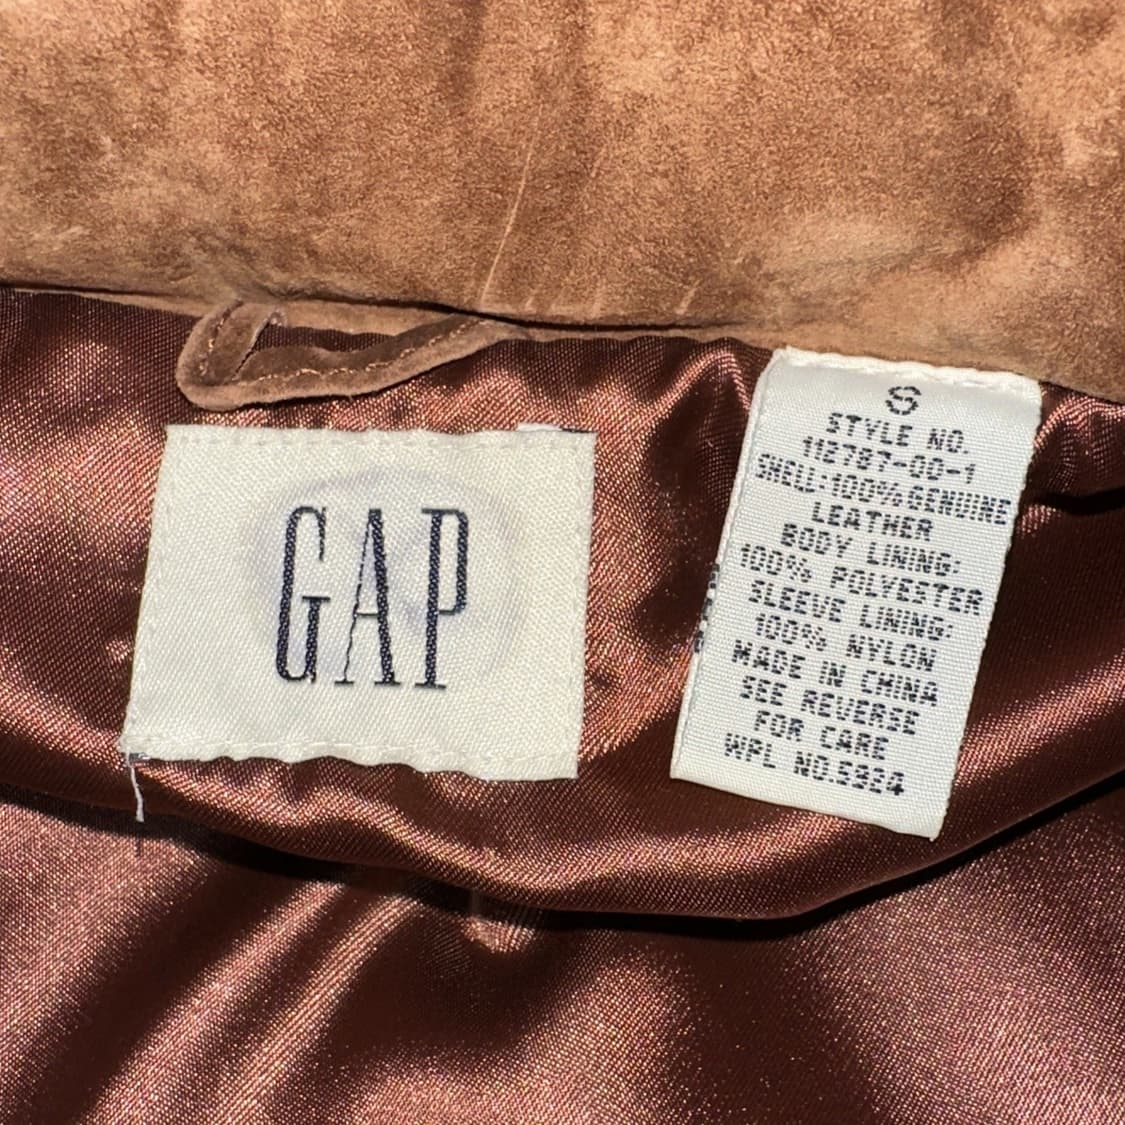 GAP
S
STYLE NO.
112787-00-1
SHELL:100% GENUINE
LEATHER
BODY LINING:
100% POLYESTER
SLEEVE LINING:
100% NYLON
MADE IN CHINA
SEE REVERSE
FOR CARE
WPL NO.5924